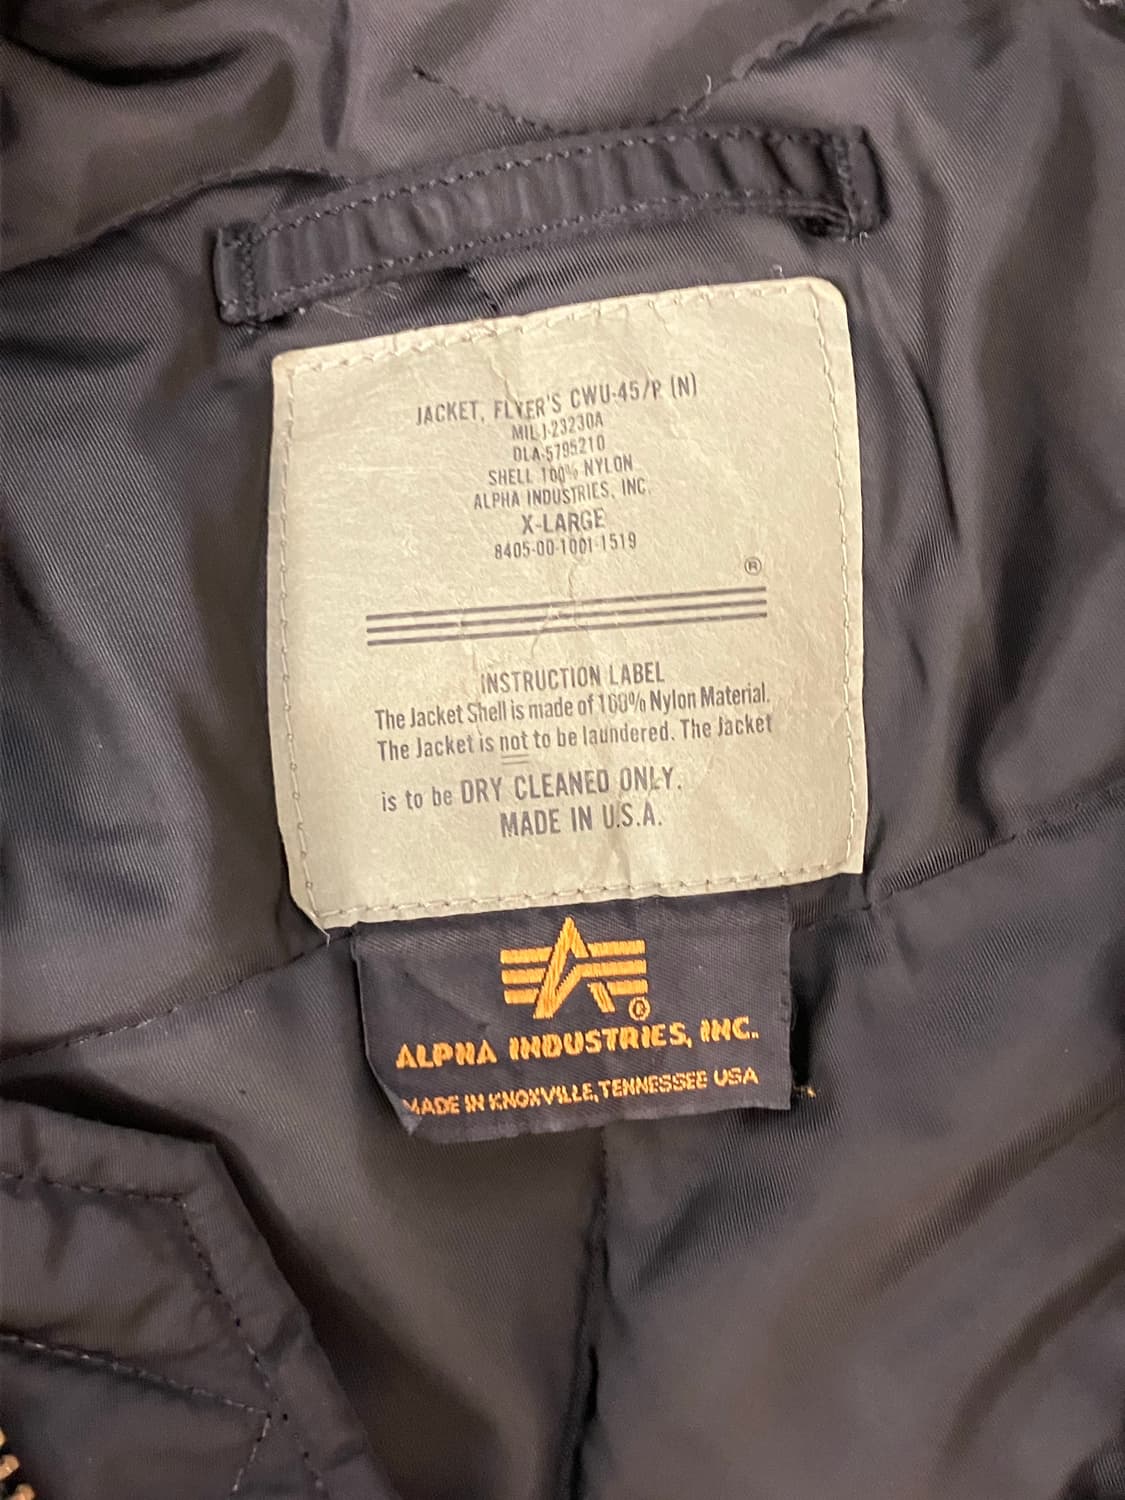 JACKET, FLYER'S CWU-45/P (N)
MIL-J-23230A
DLA-5795210
SHELL 100% NYLON
ALPHA INDUSTRIES, INC.
X-LARGE
8405-00-1001-1519
®
INSTRUCTION LABEL
The Jacket Shell is made of 100% Nylon Material.
The Jacket is not to be laundered. The Jacket
is to be DRY CLEANED ONLY.
MADE IN U.S.A.
®
ALPHA INDUSTRIES, INC.
MADE IN KNOXVILLE, TENNESSEE USA